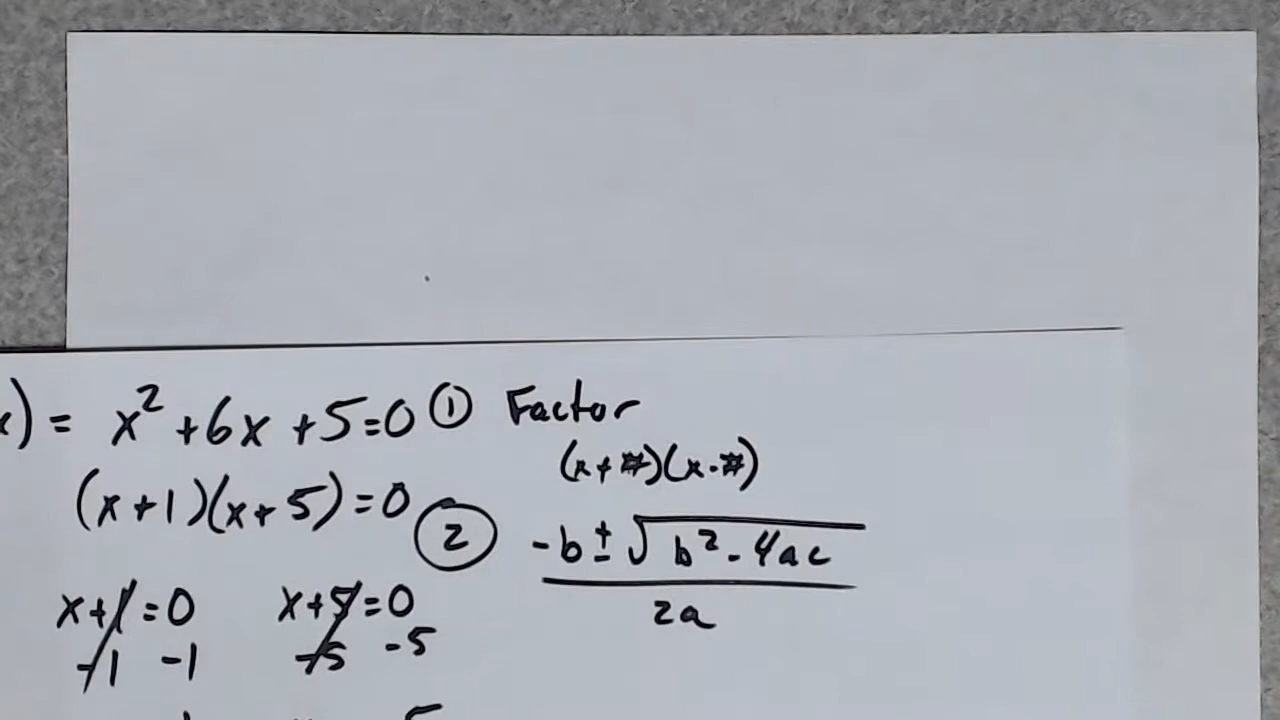 ) = x² + 6x + 5 = 0 ① Factor
(x + #)(x - #)
(x + 1)(x + 5) = 0
② -b ± √b² - 4ac
2a
x + 1 = 0 x + 5 = 0
-1 -1 -5 -5